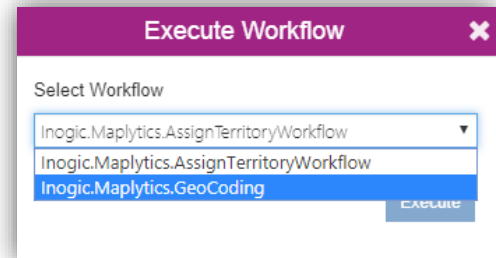 Execute Workflow
Select Workflow
Inogic.Maplytics.AssignTerritoryWorkflow
Inogic.Maplytics.AssignTerritoryWorkflow
Inogic.Maplytics.GeoCoding
Execute